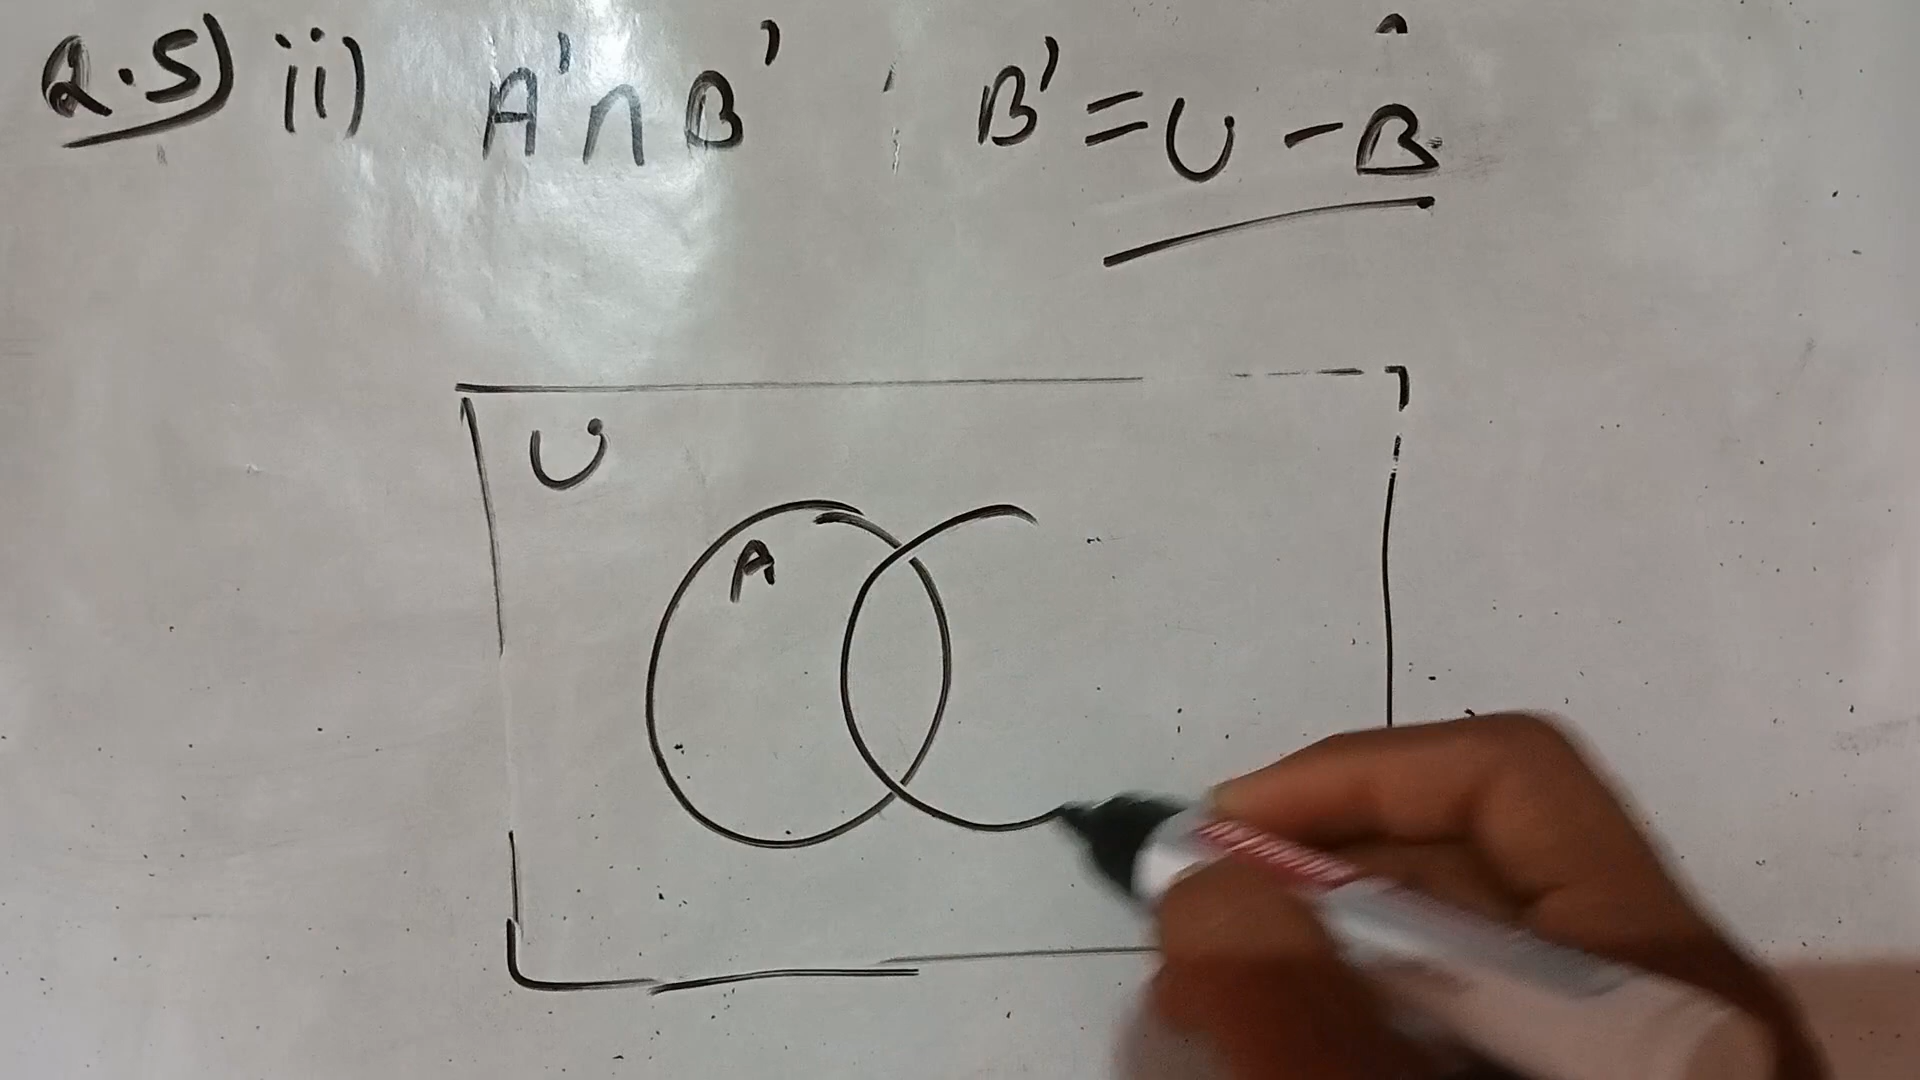 Q.5) ii) A' ∩ B' ; B' = U - B
U
A